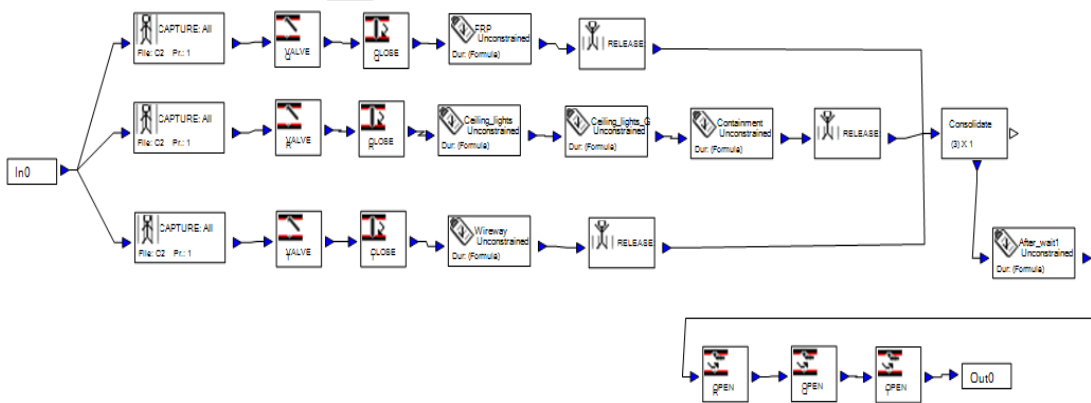 CAPTURE: All
File: C2 Pr.: 1
VALVE
G
CLOSE
G
FRP
Unconstrained
Dur: (Formula)
RELEASE
CAPTURE: All
File: C2 Pr.: 1
VALVE
R
CLOSE
R
Ceiling_lights
Unconstrained
Dur: (Formula)
Ceiling_lights_G
Unconstrained
Dur: (Formula)
Containment
Unconstrained
Dur: (Formula)
RELEASE
Consolidate
(3) X 1
In0
CAPTURE: All
File: C2 Pr.: 1
VALVE
T
CLOSE
T
Wireway
Unconstrained
Dur: (Formula)
RELEASE
After_wait1
Unconstrained
Dur: (Formula)
OPEN
R
OPEN
G
OPEN
T
Out0